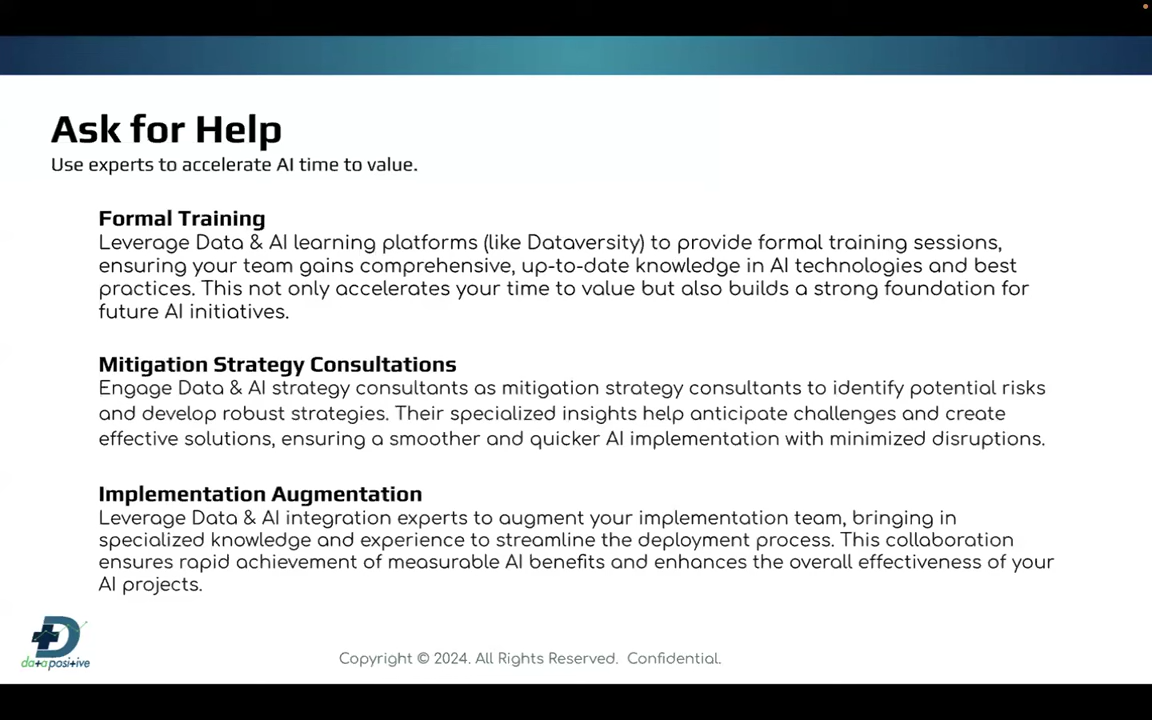 Ask for Help
Use experts to accelerate AI time to value.
Formal Training
Leverage Data & AI learning platforms (like Dataversity) to provide formal training sessions,
ensuring your team gains comprehensive, up-to-date knowledge in AI technologies and best
practices. This not only accelerates your time to value but also builds a strong foundation for
future AI initiatives.
Mitigation Strategy Consultations
Engage Data & AI strategy consultants as mitigation strategy consultants to identify potential risks
and develop robust strategies. Their specialized insights help anticipate challenges and create
effective solutions, ensuring a smoother and quicker AI implementation with minimized disruptions.
Implementation Augmentation
Leverage Data & AI integration experts to augment your implementation team, bringing in
specialized knowledge and experience to streamline the deployment process. This collaboration
ensures rapid achievement of measurable AI benefits and enhances the overall effectiveness of your
AI projects.
data positive
Copyright © 2024. All Rights Reserved. Confidential.